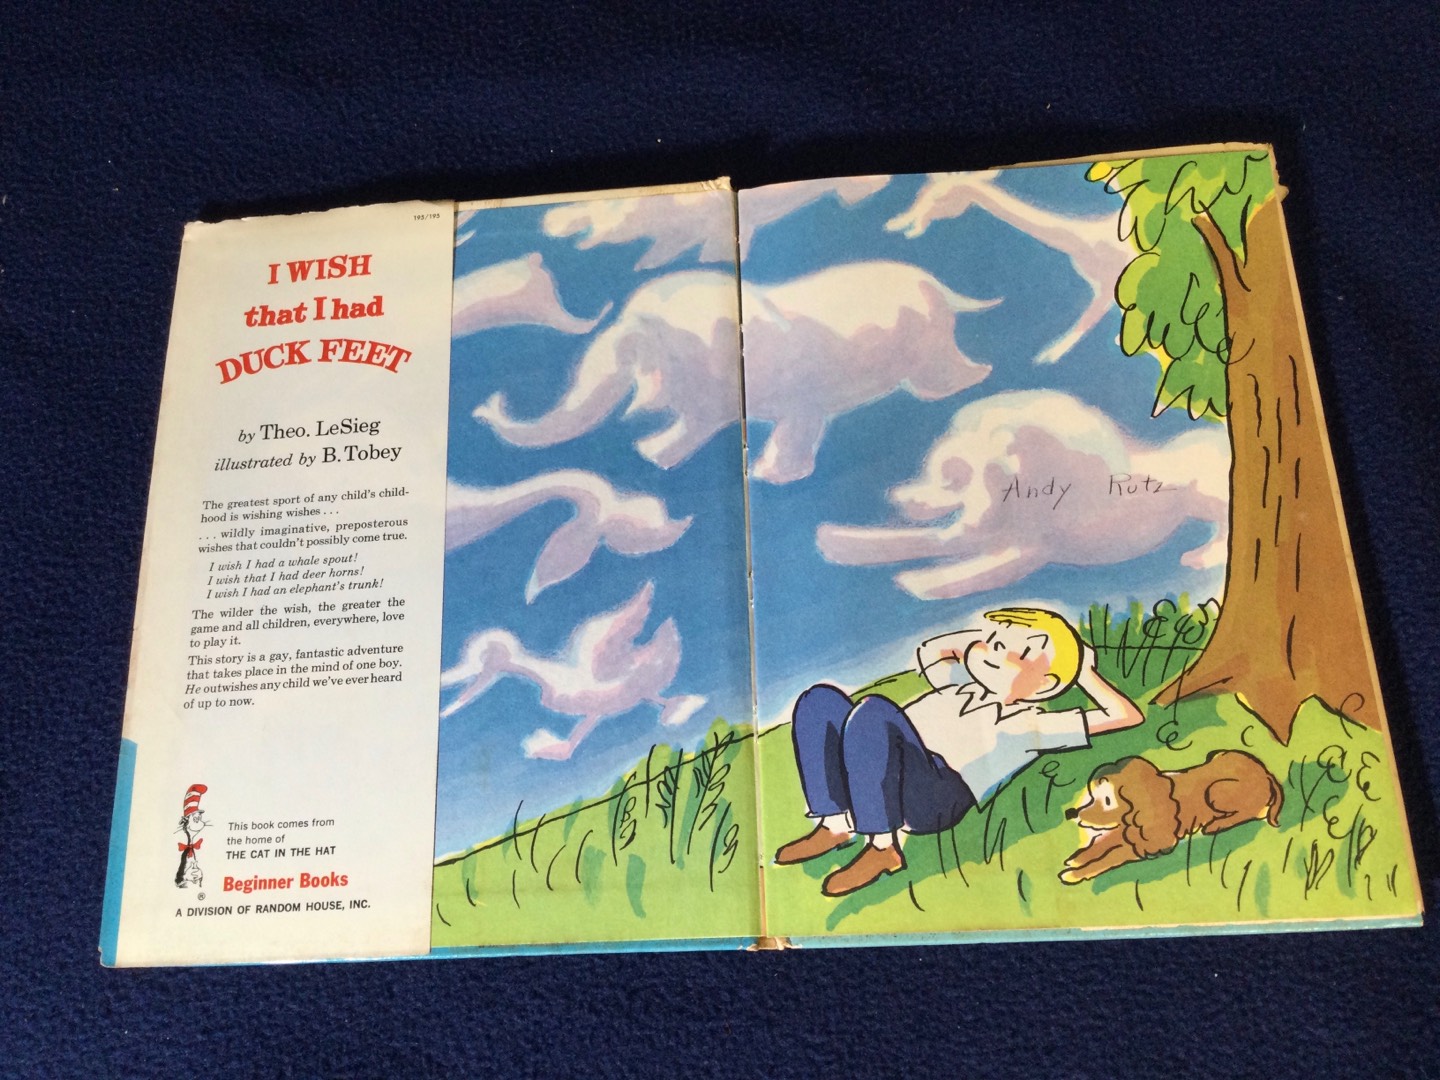 195/195
I WISH
that I had
DUCK FEET
by Theo. LeSieg
illustrated by B. Tobey
The greatest sport of any child's child-
hood is wishing wishes . . .
. . . wildly imaginative, preposterous
wishes that couldn't possibly come true.
I wish I had a whale spout!
I wish that I had deer horns!
I wish I had an elephant's trunk!
The wilder the wish, the greater the
game and all children, everywhere, love
to play it.
This story is a gay, fantastic adventure
that takes place in the mind of one boy.
He outwishes any child we've ever heard
of up to now.
This book comes from
the home of
THE CAT IN THE HAT
Beginner Books
®
A DIVISION OF RANDOM HOUSE, INC.
Andy Rutz